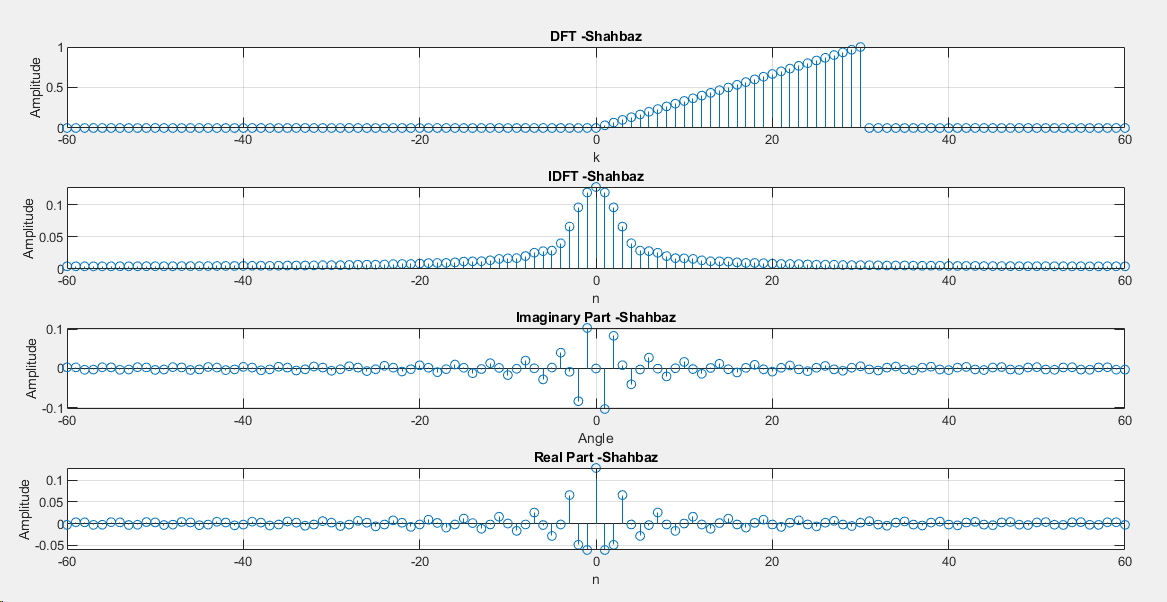 DFT -Shahbaz
1
0.5
0
Amplitude
-60 -40 -20 0 20 40 60
k
IDFT -Shahbaz
0.1
0.05
0
Amplitude
-60 -40 -20 0 20 40 60
n
Imaginary Part -Shahbaz
0.1
0
-0.1
Amplitude
-60 -40 -20 0 20 40 60
Angle
Real Part -Shahbaz
0.1
0.05
0
-0.05
Amplitude
-60 -40 -20 0 20 40 60
n